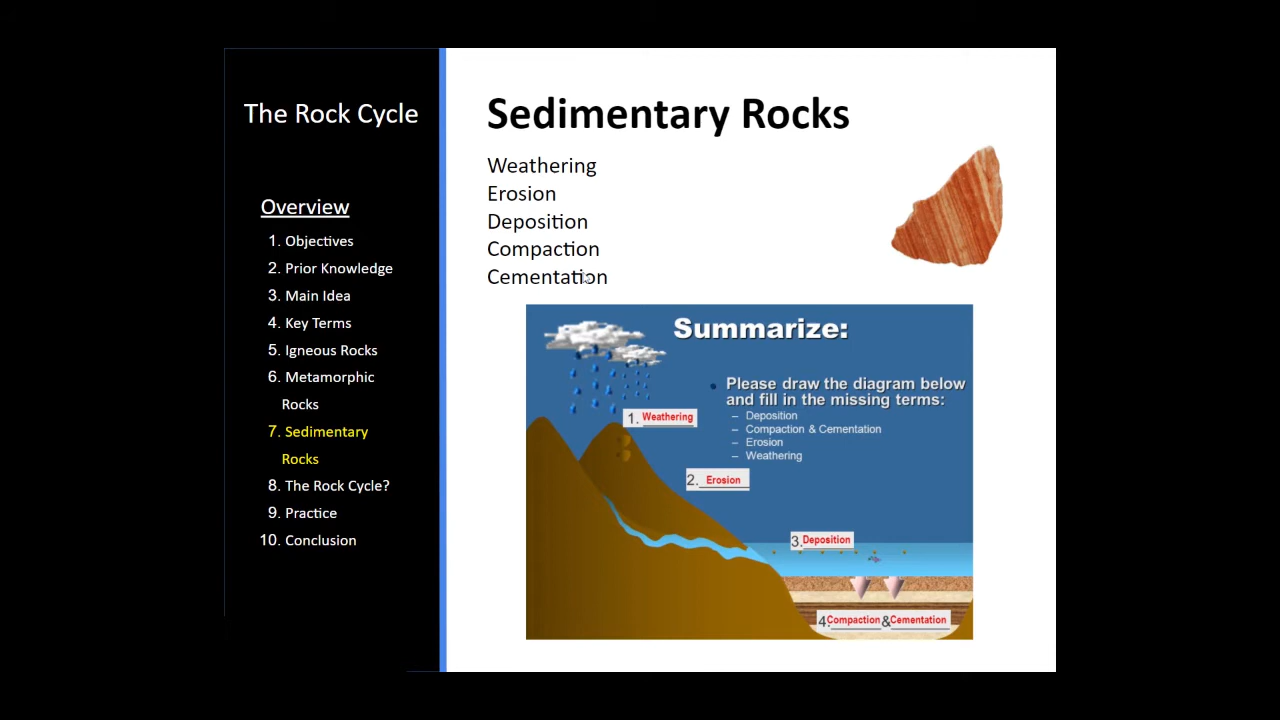 The Rock Cycle
Overview
1. Objectives
2. Prior Knowledge
3. Main Idea
4. Key Terms
5. Igneous Rocks
6. Metamorphic
Rocks
7. Sedimentary
Rocks
8. The Rock Cycle?
9. Practice
10. Conclusion
Sedimentary Rocks
Weathering
Erosion
Deposition
Compaction
Cementation
Summarize:
• Please draw the diagram below
and fill in the missing terms:
– Deposition
– Compaction & Cementation
– Erosion
– Weathering
1. Weathering
2. Erosion
3. Deposition
4. Compaction & Cementation